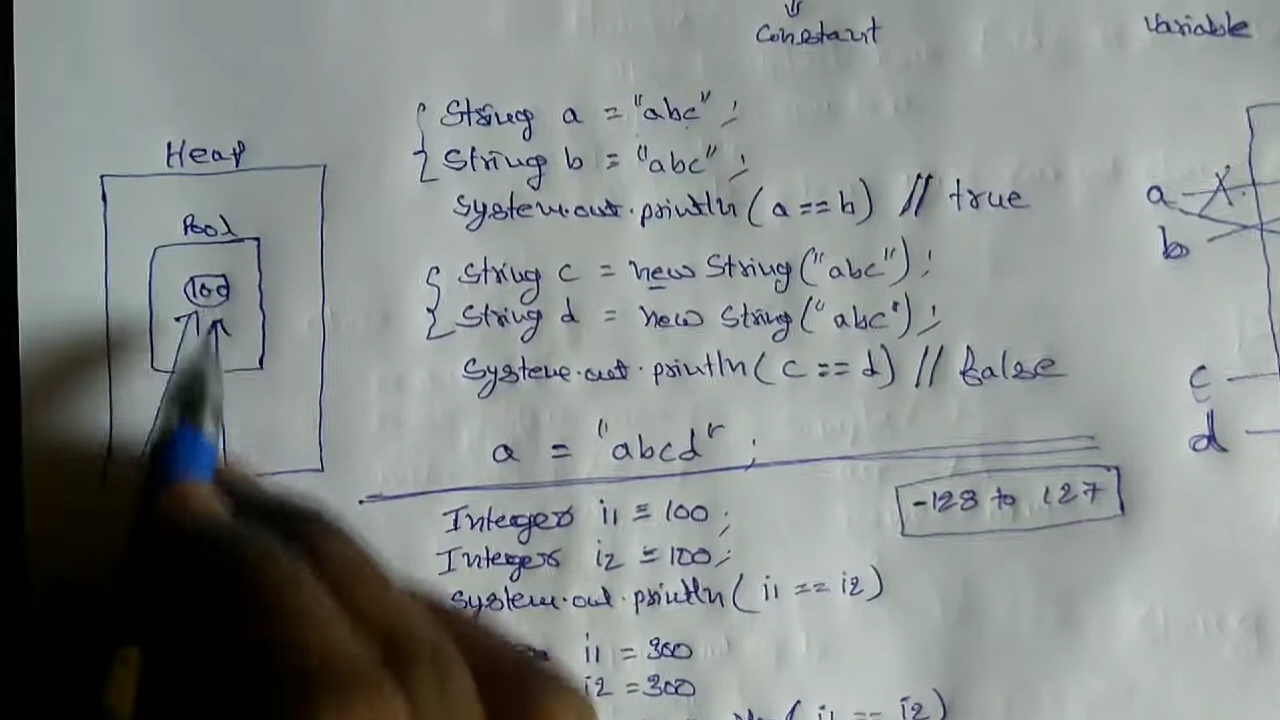 Constant
Variable
String a = "abc";
String b = "abc";
System.out.println(a==b) // true
String c = new String("abc");
String d = new String("abc");
System.out.println(c==d) // false
a = "abcd";
Heap
Pool
100
a
b
c
d
-128 to 127
Integer i1 = 100;
Integer i2 = 100;
System.out.println(i1 == i2)
i1 = 300
i2 = 300
(i1 == i2)